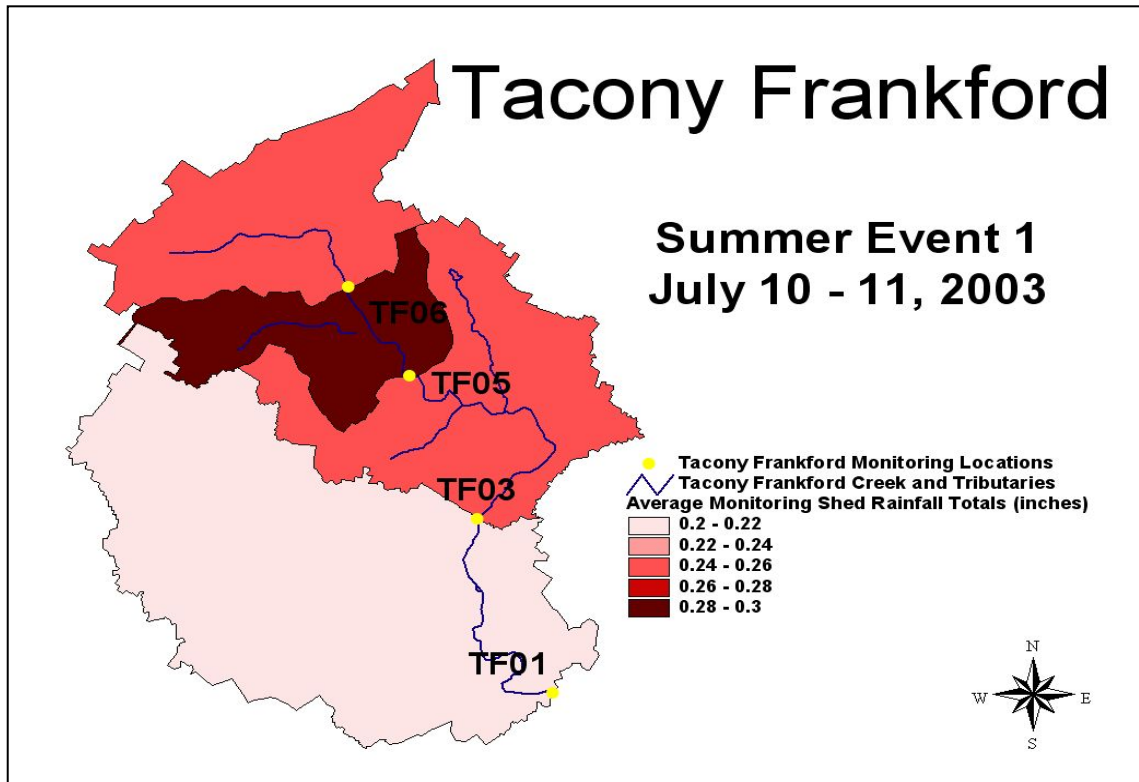 Tacony Frankford
Summer Event 1
July 10 - 11, 2003
TF06
TF05
TF03
TF01
Tacony Frankford Monitoring Locations
Tacony Frankford Creek and Tributaries
Average Monitoring Shed Rainfall Totals (inches)
0.2 - 0.22
0.22 - 0.24
0.24 - 0.26
0.26 - 0.28
0.28 - 0.3
N
W
E
S